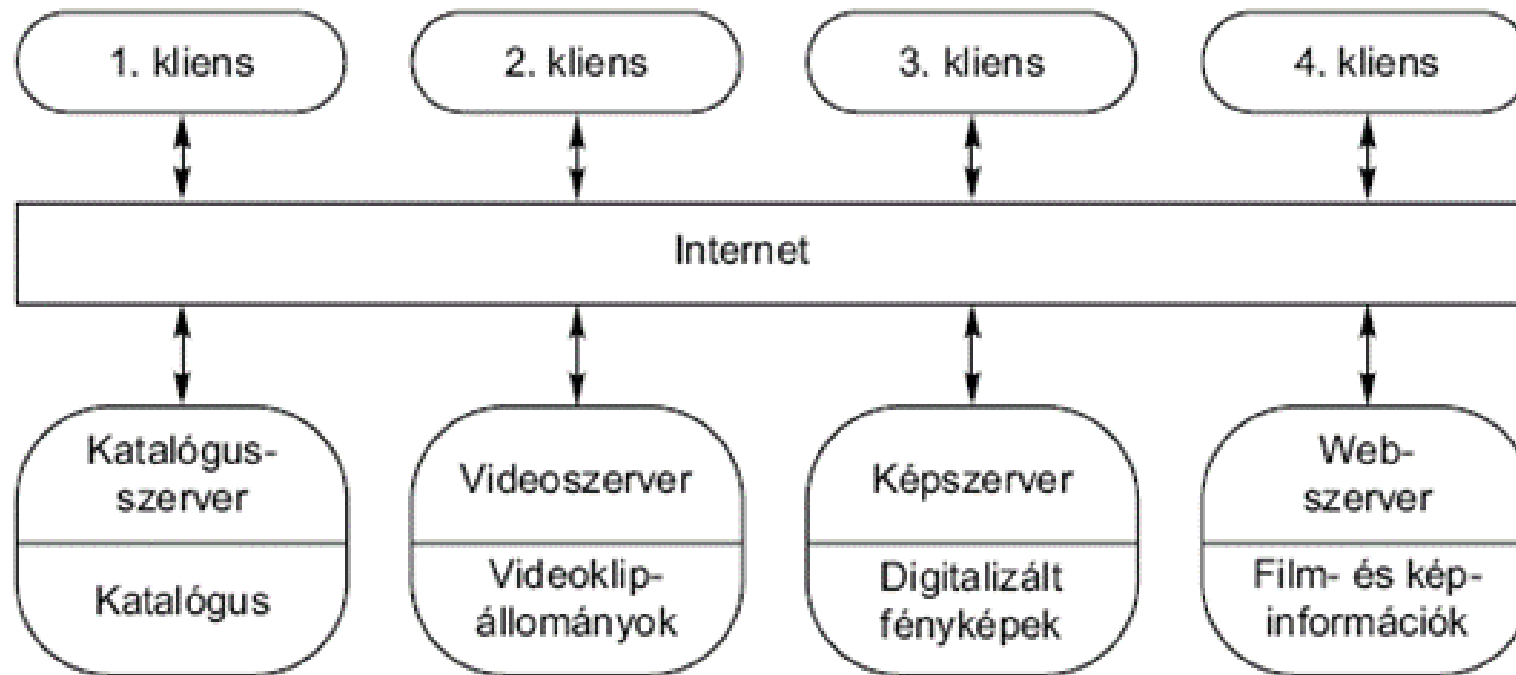 1. kliens
2. kliens
3. kliens
4. kliens
Internet
Katalógus-
szerver
Katalógus
Videoszerver
Videoklip-
állományok
Képszerver
Digitalizált
fényképek
Web-
szerver
Film- és kép-
információk